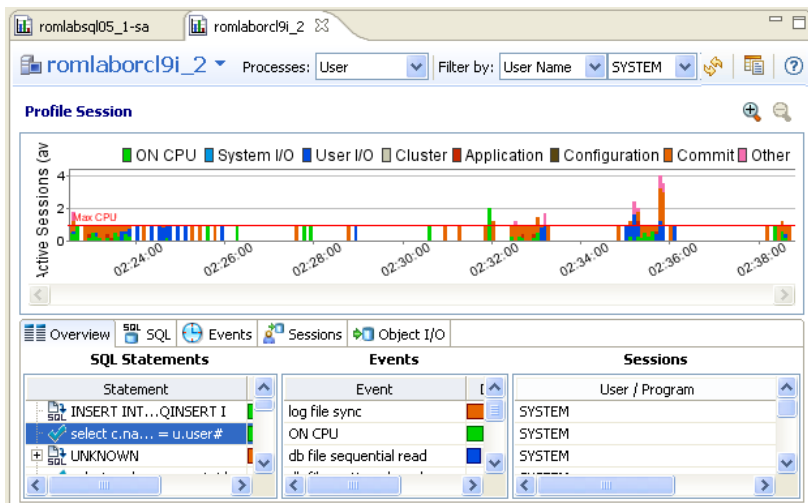 romlabsql05_1-sa romlaborcl9i_2
romlaborcl9i_2 Processes: User Filter by: User Name SYSTEM
Profile Session
ON CPU System I/O User I/O Cluster Application Configuration Commit Other
Active Sessions (av
4
2
0
Max CPU
02:24:00 02:26:00 02:28:00 02:30:00 02:32:00 02:34:00 02:36:00 02:38:00
Overview SQL SQL Events Sessions Object I/O
SQL Statements Events Sessions
Statement Event User / Program
SQL INSERT INT...QINSERT I log file sync SYSTEM
select c.na... = u.user# ON CPU SYSTEM
SQL UNKNOWN db file sequential read SYSTEM